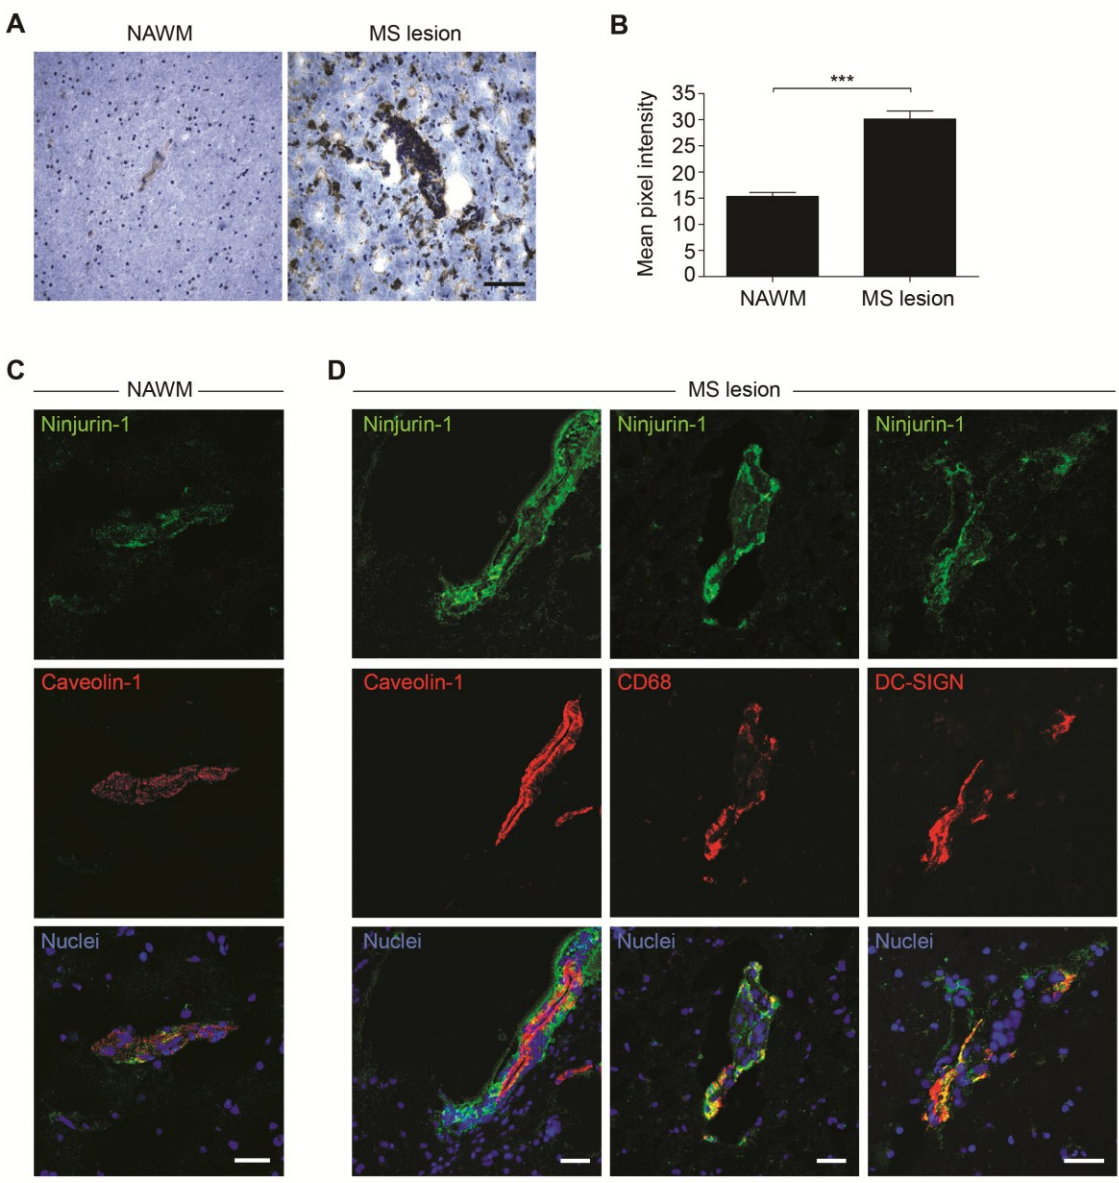 A
NAWM
MS lesion
B
***
Mean pixel intensity
35
30
25
20
15
10
5
0
NAWM
MS lesion
C
NAWM
Ninjurin-1
Caveolin-1
Nuclei
D
MS lesion
Ninjurin-1
Ninjurin-1
Ninjurin-1
Caveolin-1
CD68
DC-SIGN
Nuclei
Nuclei
Nuclei